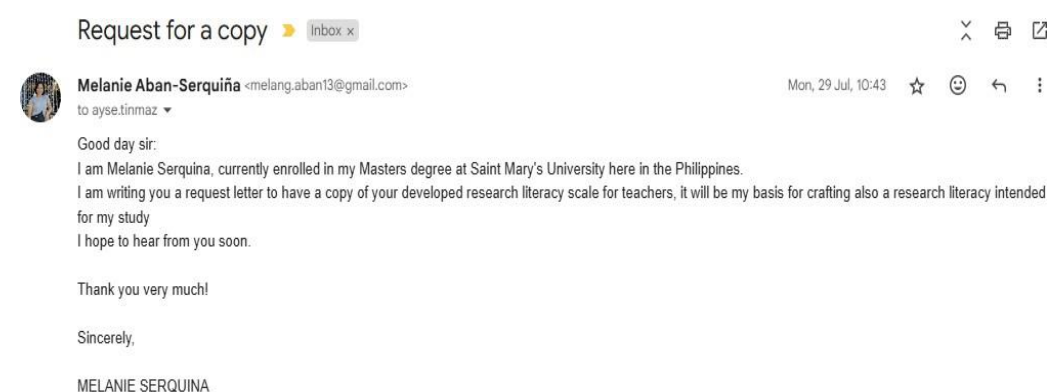 Request for a copy Inbox x
Melanie Aban-Serquiña <melang.aban13@gmail.com> Mon, 29 Jul, 10:43
to ayse.tinmaz
Good day sir:
I am Melanie Serquina, currently enrolled in my Masters degree at Saint Mary's University here in the Philippines.
I am writing you a request letter to have a copy of your developed research literacy scale for teachers, it will be my basis for crafting also a research literacy intended
for my study
I hope to hear from you soon.
Thank you very much!
Sincerely,
MELANIE SERQUINA